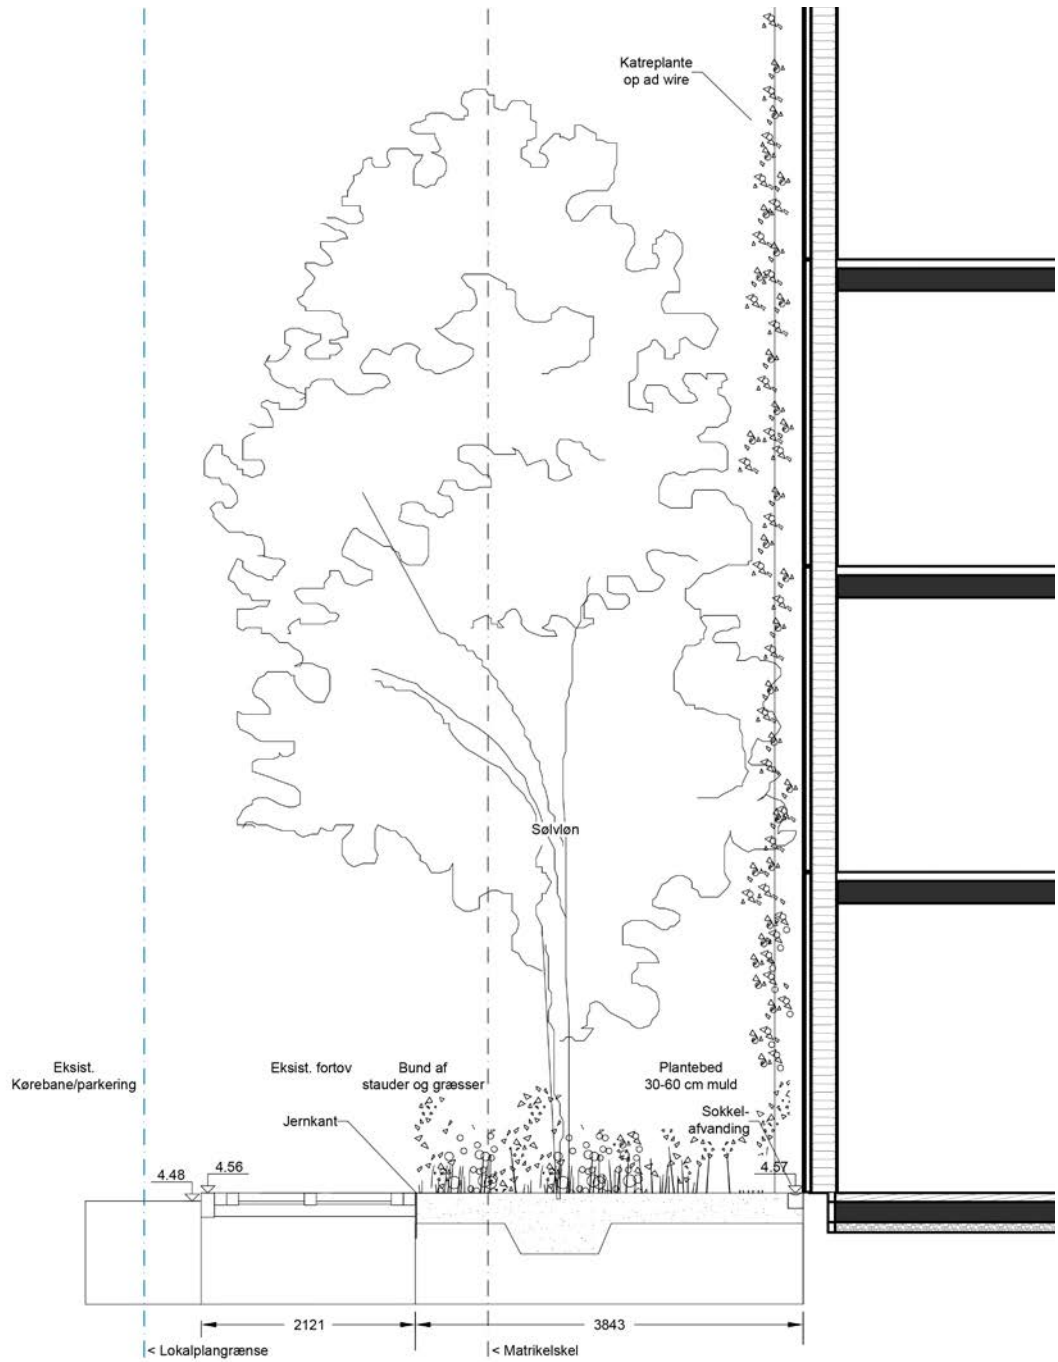 Katreplante
op ad wire
Sølvløn
Eksist.
Kørebane/parkering
Eksist. fortov
Bund af
stauder og græsser
Plantebed
30-60 cm muld
Jernkant
Sokkel-
afvanding
4.48
4.56
4.57
2121
3843
< Lokalplangrænse
< Matrikelskel